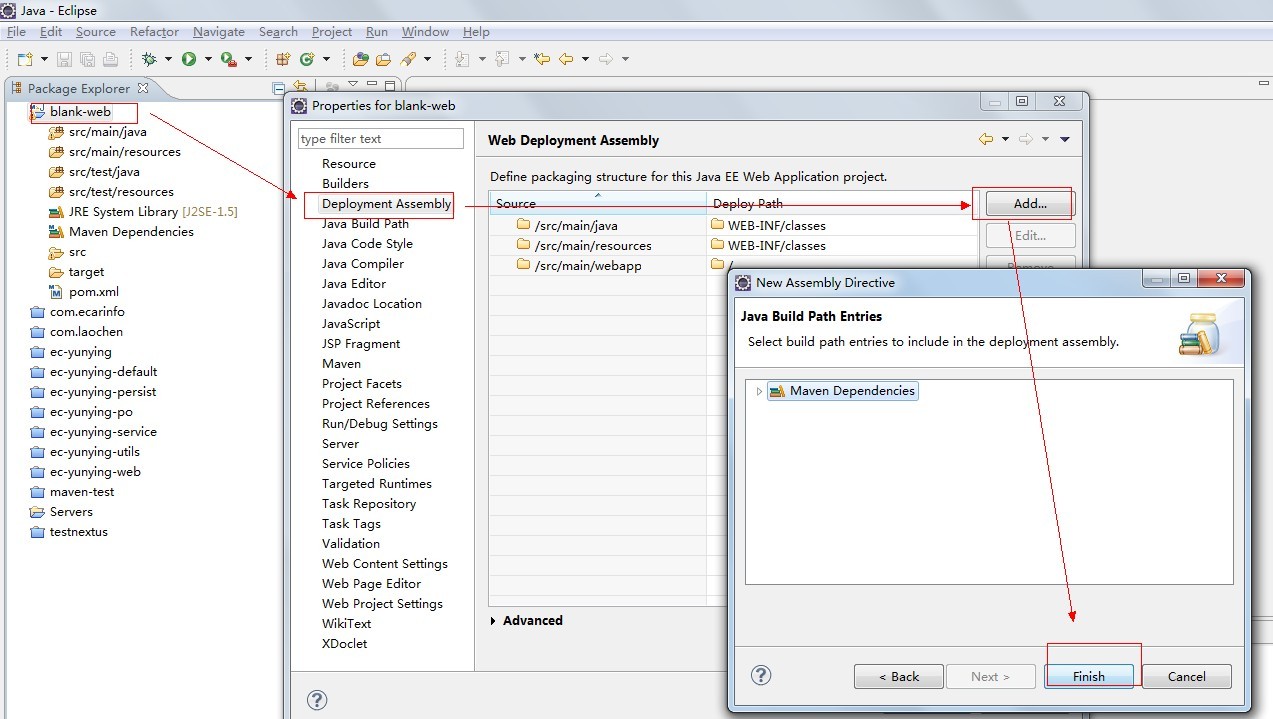 Java - Eclipse
File Edit Source Refactor Navigate Search Project Run Window Help
Package Explorer
blank-web
src/main/java
src/main/resources
src/test/java
src/test/resources
JRE System Library [J2SE-1.5]
Maven Dependencies
src
target
pom.xml
com.ecarinfo
com.laochen
ec-yunying
ec-yunying-default
ec-yunying-persist
ec-yunying-po
ec-yunying-service
ec-yunying-utils
ec-yunying-web
maven-test
Servers
testnextus
Properties for blank-web
type filter text
Resource
Builders
Deployment Assembly
Java Build Path
Java Code Style
Java Compiler
Java Editor
Javadoc Location
JavaScript
JSP Fragment
Maven
Project Facets
Project References
Run/Debug Settings
Server
Service Policies
Targeted Runtimes
Task Repository
Task Tags
Validation
Web Content Settings
Web Page Editor
Web Project Settings
WikiText
XDoclet
Web Deployment Assembly
Define packaging structure for this Java EE Web Application project.
Source Deploy Path
/src/main/java WEB-INF/classes
/src/main/resources WEB-INF/classes
/src/main/webapp /
Add...
Edit...
Remove
Advanced
New Assembly Directive
Java Build Path Entries
Select build path entries to include in the deployment assembly.
Maven Dependencies
< Back Next > Finish Cancel